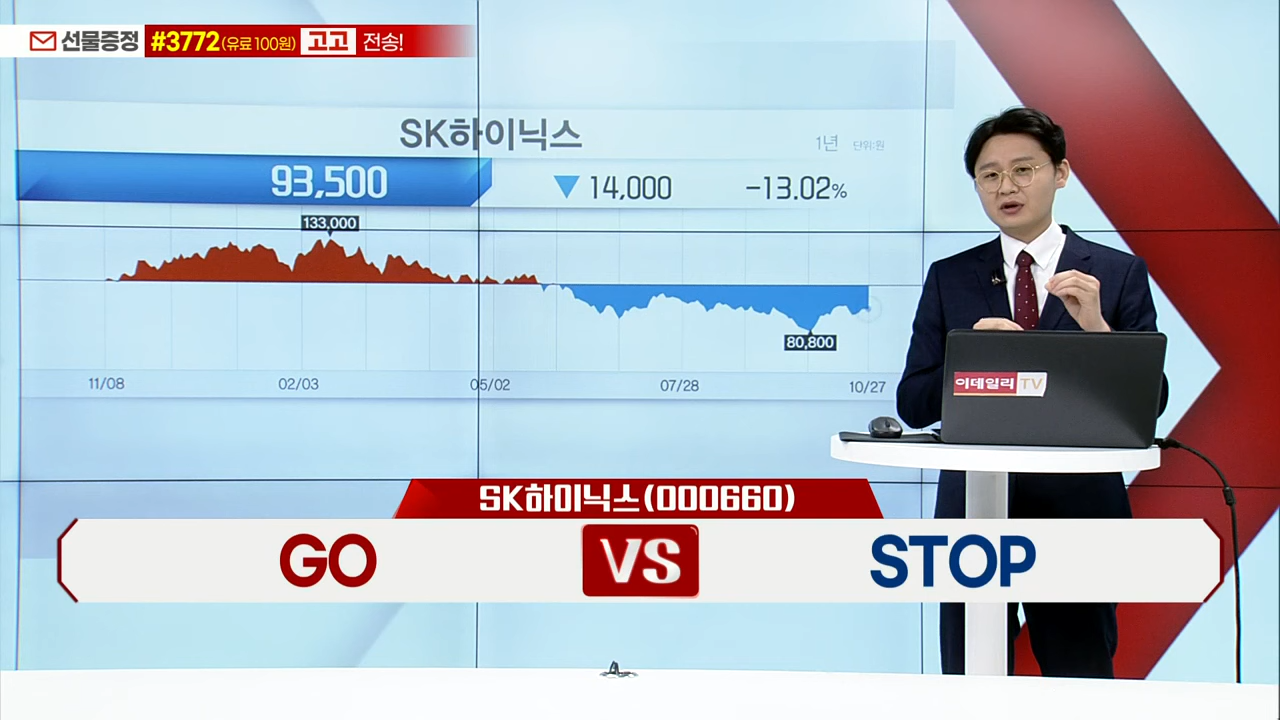 선물증정 #3772 (유료 100원) 고고 전송!
SK하이닉스
1년 단위:원
93,500 ▼ 14,000 -13.02%
133,000
80,800
11/08 02/03 05/02 07/28 10/27
이데일리 TV
SK하이닉스(000660)
GO VS STOP